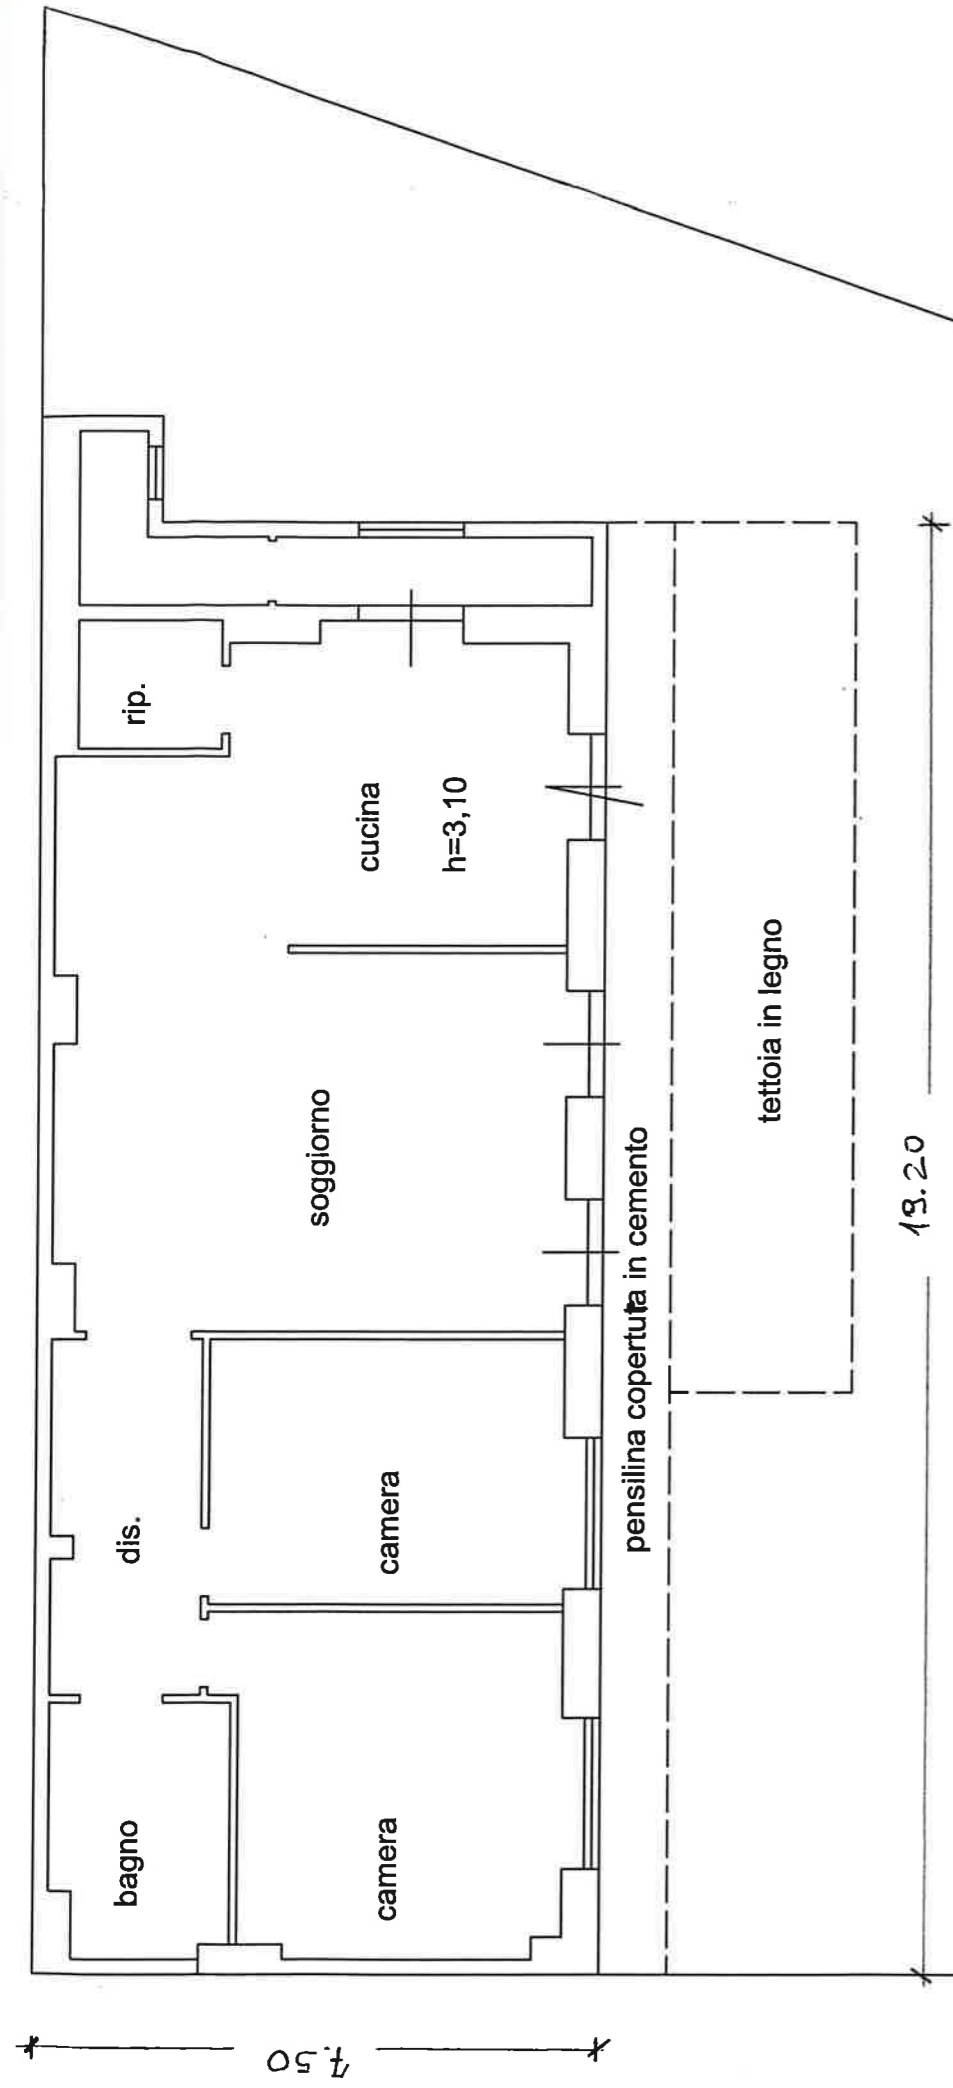 rip.
cucina
h=3,10
soggiorno
dis.
camera
bagno
camera
pensilina coperturta in cemento
tettoia in legno
19.20
7.50